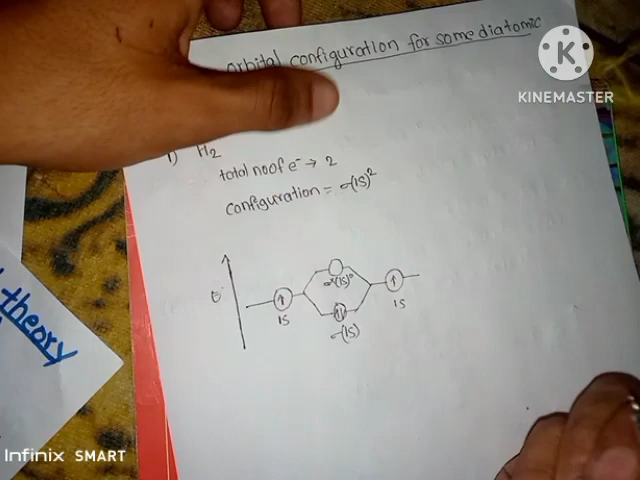 orbital configuration for some diatomic
K
KINEMASTER
1) H2
total no of e- → 2
configuration = σ(1s)²
σ*(1s)⁰
↑
↑
1s
↑↓
1s
σ(1s)
theory
Infinix SMART